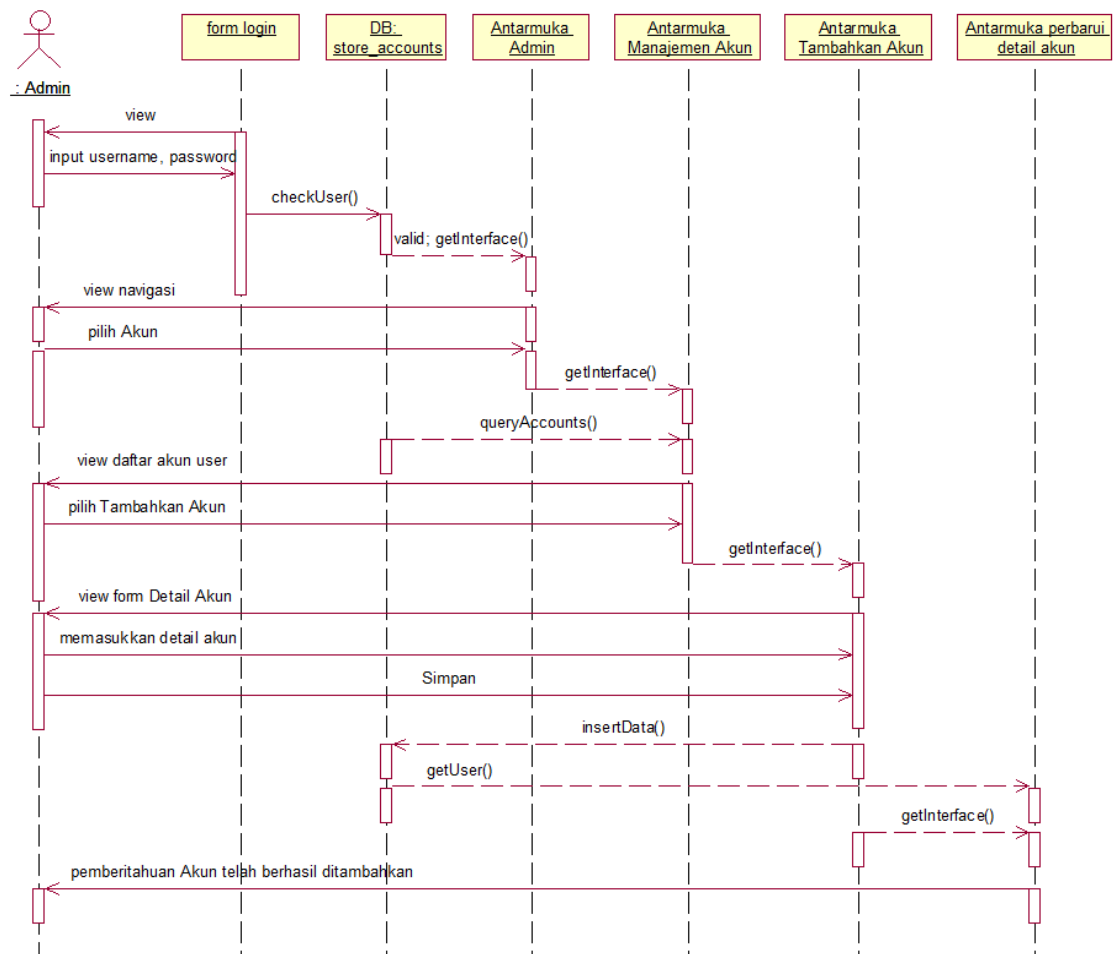 form login
DB:
store_accounts
Antarmuka
Admin
Antarmuka
Manajemen Akun
Antarmuka
Tambahkan Akun
Antarmuka perbarui
detail akun
: Admin
view
input username, password
checkUser()
valid; getInterface()
view navigasi
pilih Akun
getInterface()
queryAccounts()
view daftar akun user
pilih Tambahkan Akun
getInterface()
view form Detail Akun
memasukkan detail akun
Simpan
insertData()
getUser()
getInterface()
pemberitahuan Akun telah berhasil ditambahkan